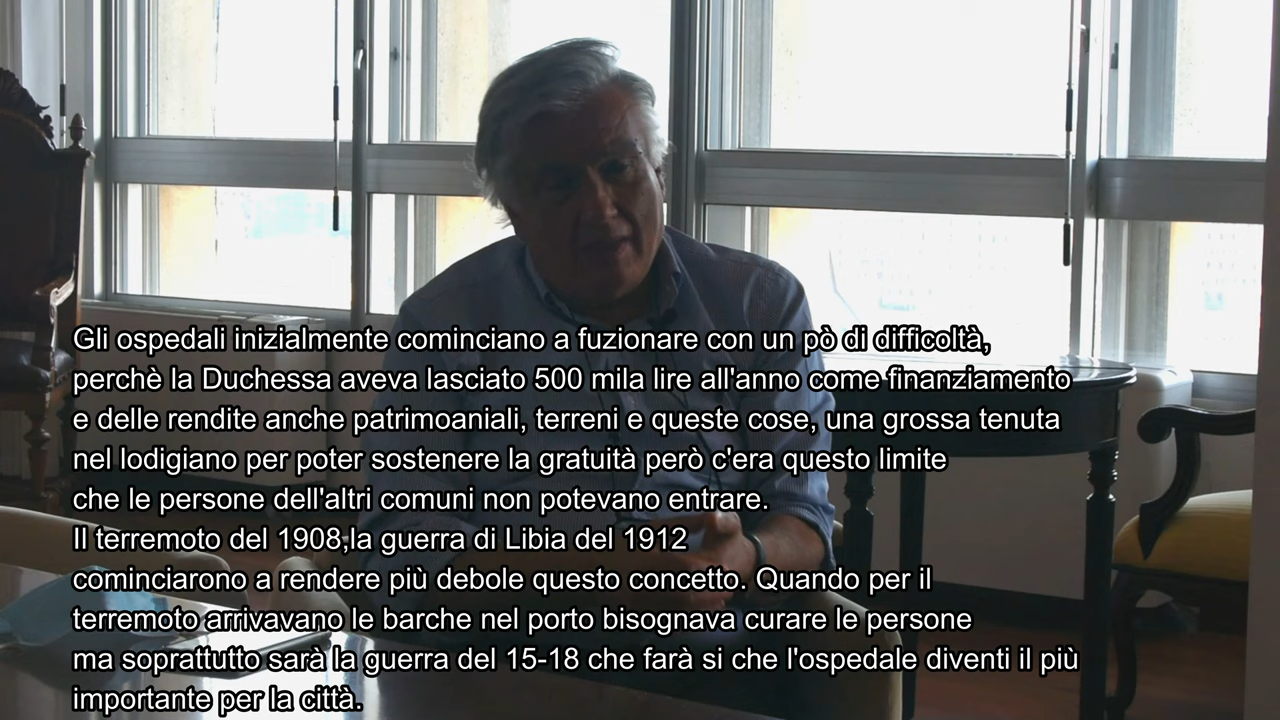 Gli ospedali inizialmente cominciano a fuzionare con un pò di difficoltà,
perchè la Duchessa aveva lasciato 500 mila lire all'anno come finanziamento
e delle rendite anche patrimoaniali, terreni e queste cose, una grossa tenuta
nel lodigiano per poter sostenere la gratuità però c'era questo limite
che le persone dell'altri comuni non potevano entrare.
Il terremoto del 1908,la guerra di Libia del 1912
cominciarono a rendere più debole questo concetto. Quando per il
terremoto arrivavano le barche nel porto bisognava curare le persone
ma soprattutto sarà la guerra del 15-18 che farà si che l'ospedale diventi il più
importante per la città.